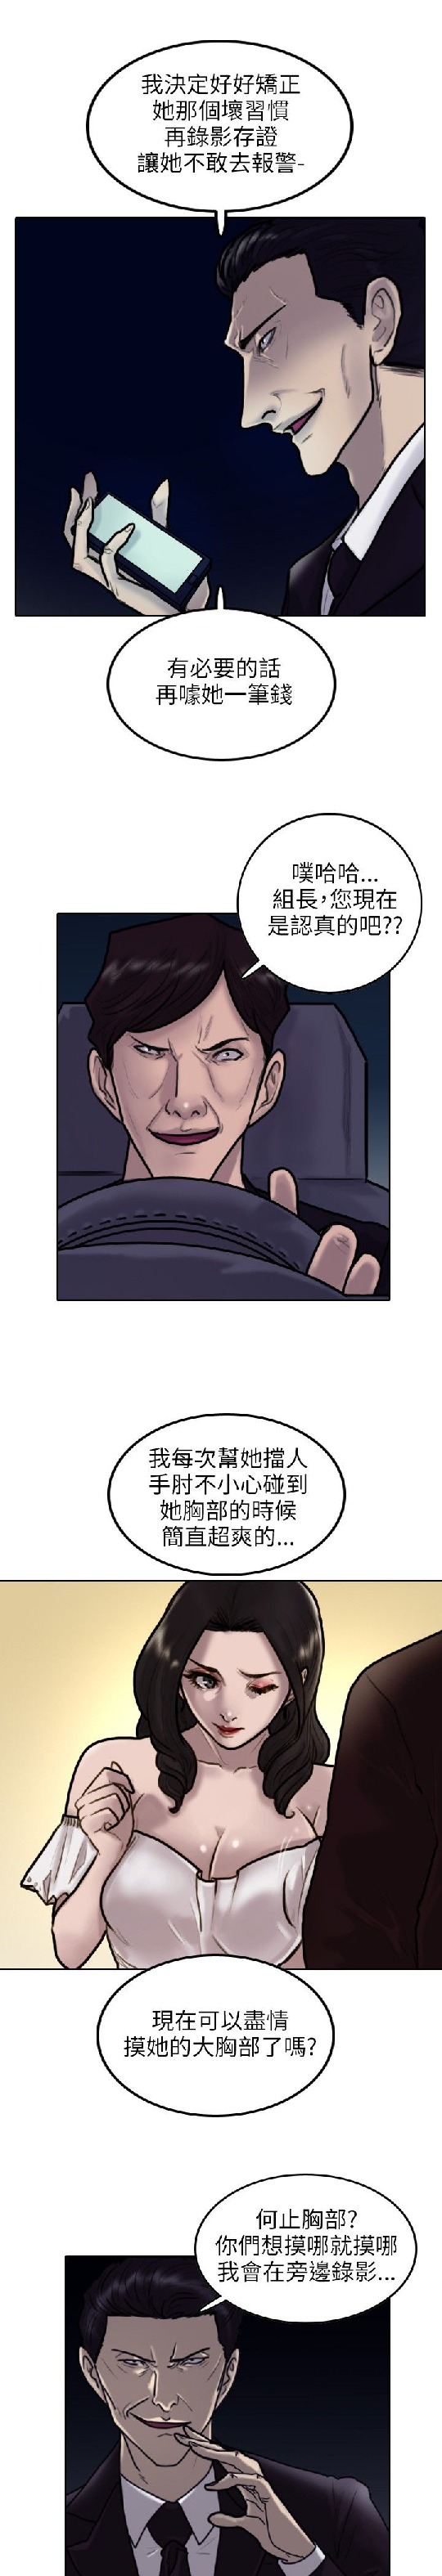 我決定好好矯正
她那個壞習慣
再錄影存證
讓她不敢去報警-
有必要的話
再噱她一筆錢
噗哈哈...
組長,您現在
是認真的吧??
我每次幫她擋人
手肘不小心碰到
她胸部的時候
簡直超爽的...
現在可以盡情
摸她的大胸部了嗎?
何止胸部?
你們想摸哪就摸哪
我會在旁邊錄影...